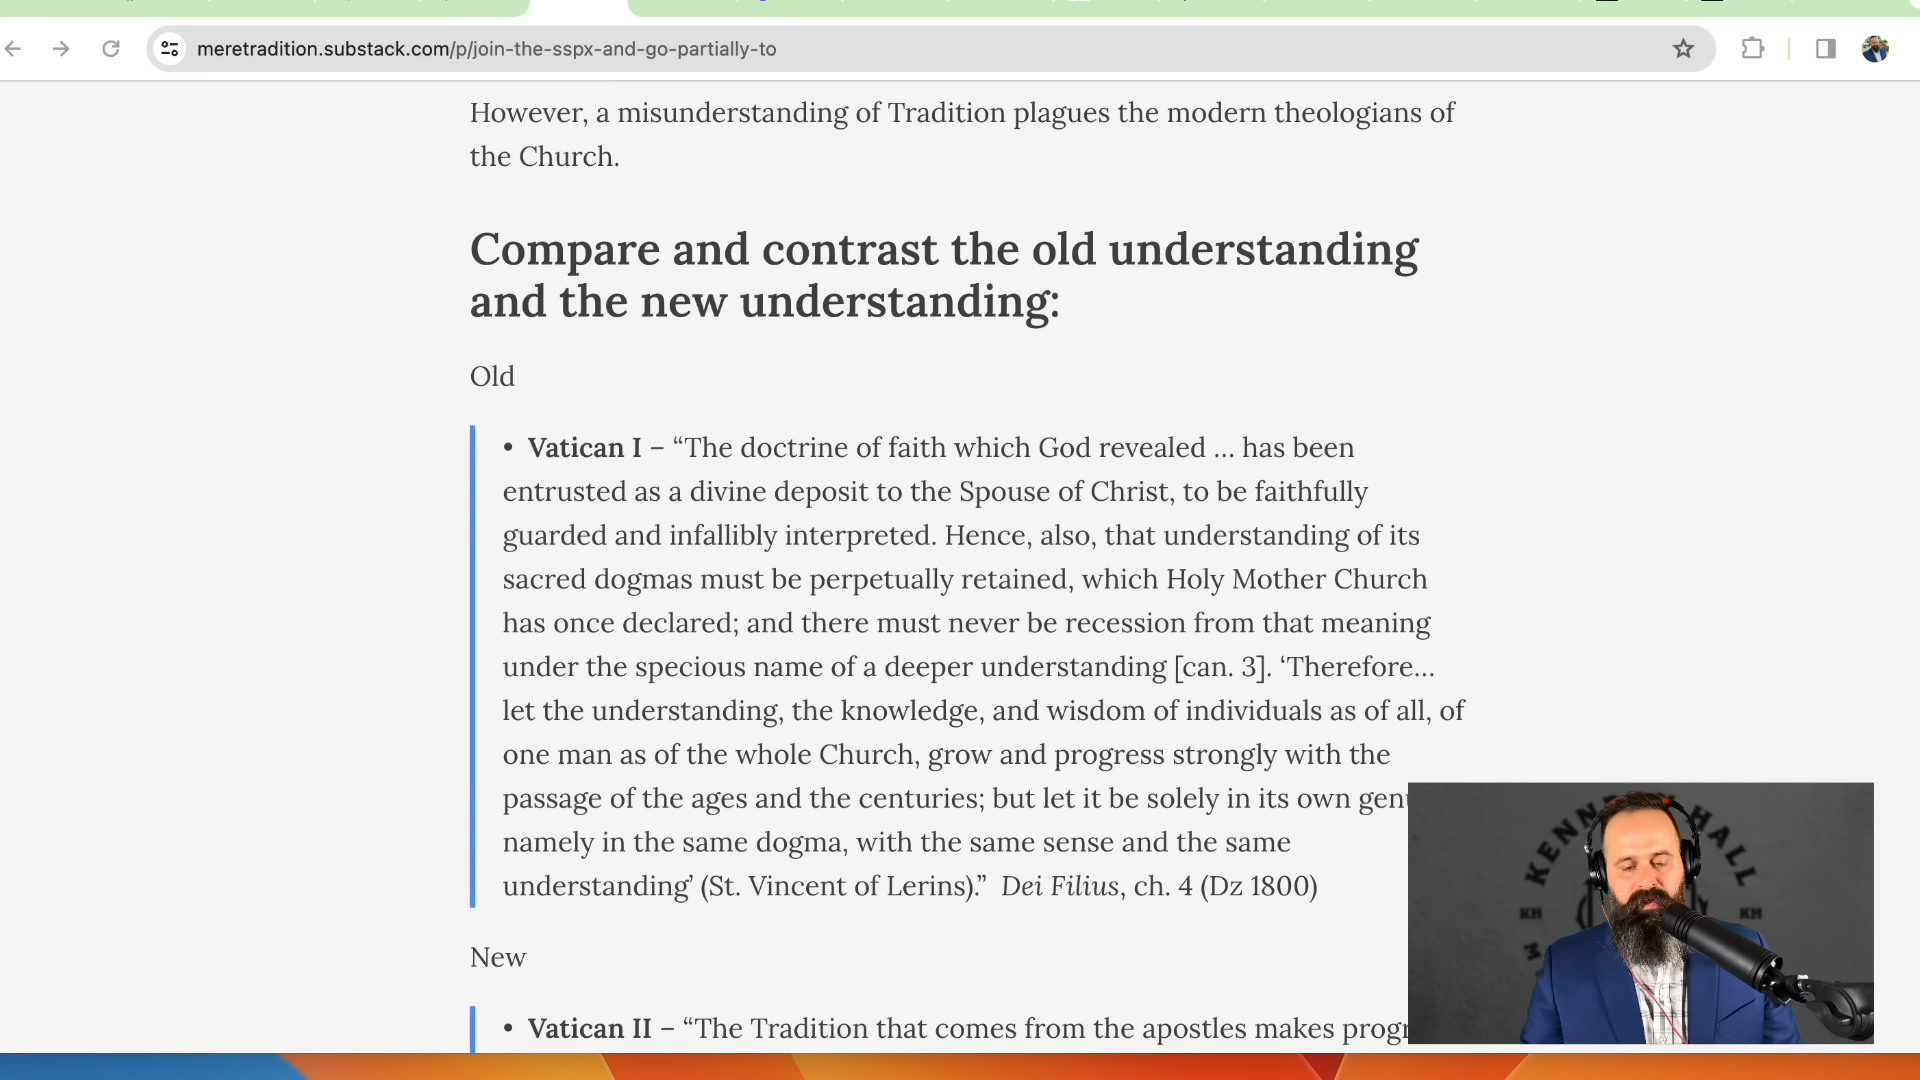 meretradition.substack.com/p/join-the-sspx-and-go-partially-to
However, a misunderstanding of Tradition plagues the modern theologians of
the Church.
Compare and contrast the old understanding
and the new understanding:
Old
• Vatican I – “The doctrine of faith which God revealed ... has been
entrusted as a divine deposit to the Spouse of Christ, to be faithfully
guarded and infallibly interpreted. Hence, also, that understanding of its
sacred dogmas must be perpetually retained, which Holy Mother Church
has once declared; and there must never be recession from that meaning
under the specious name of a deeper understanding [can. 3]. ‘Therefore...
let the understanding, the knowledge, and wisdom of individuals as of all, of
one man as of the whole Church, grow and progress strongly with the
passage of the ages and the centuries; but let it be solely in its own
namely in the same dogma, with the same sense and the same
understanding’ (St. Vincent of Lerins).” Dei Filius, ch. 4 (Dz 1800)
New
• Vatican II – “The Tradition that comes from the apostles makes
HALL
KH
KH